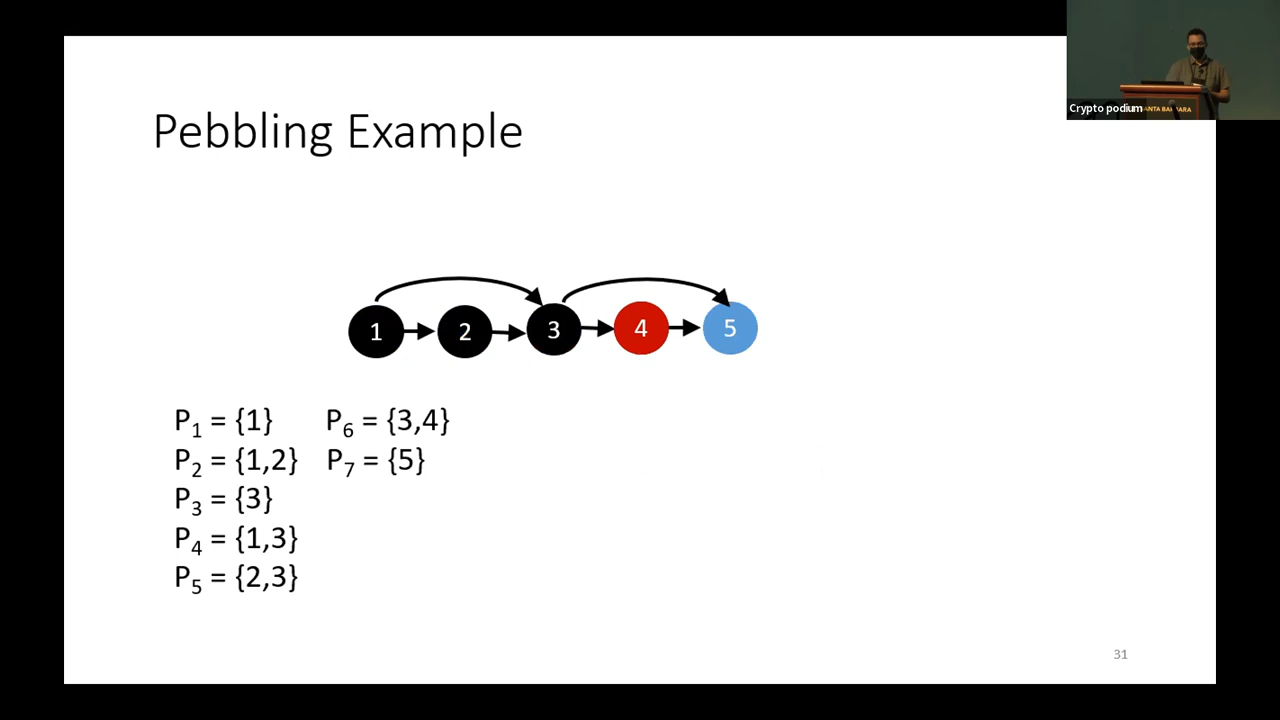 Crypto podium
Pebbling Example
1 2 3 4 5
P1 = {1} P6 = {3,4}
P2 = {1,2} P7 = {5}
P3 = {3}
P4 = {1,3}
P5 = {2,3}
31